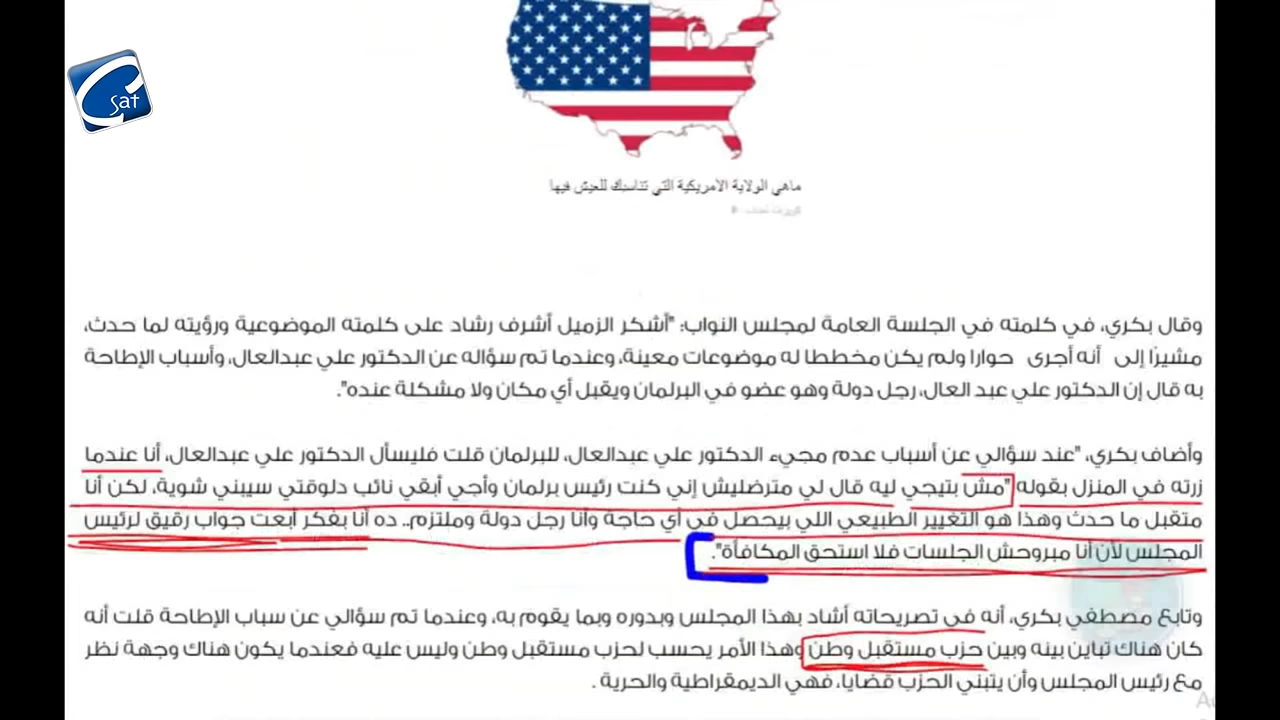 C Sat
ماهي الولاية الأمريكية التي تناسبك للعيش فيها
وقال بكري، في كلمته في الجلسة العامة لمجلس النواب: "أشكر الزميل أشرف رشاد على كلمته الموضوعية ورؤيته لما حدث،
مشيرًا إلى أنه أجرى حوارا ولم يكن مخططا له موضوعات معينة، وعندما تم سؤاله عن الدكتور علي عبدالعال، وأسباب الإطاحة
به قال إن الدكتور علي عبد العال، رجل دولة وهو عضو في البرلمان ويقبل أي مكان ولا مشكلة عنده".
وأضاف بكري، "عند سؤالي عن أسباب عدم مجيء الدكتور علي عبدالعال، للبرلمان قلت فليسأل الدكتور علي عبدالعال، أنا عندما
زرته في المنزل بقوله "مش بتيجي ليه قال لي مترضليش إني كنت رئيس برلمان وأجي أبقي نائب دلوقتي سيبني شوية، لكن أنا
متقبل ما حدث وهذا هو التغيير الطبيعي اللي بيحصل في أي حاجة وأنا رجل دولة وملتزم.. ده أنا بفكر أبعت جواب رقيق لرئيس
المجلس لأن أنا مبروحش الجلسات فلا استحق المكافأة".
وتابع مصطفي بكري، أنه في تصريحاته أشاد بهذا المجلس وبدوره وبما يقوم به، وعندما تم سؤالي عن سباب الإطاحة قلت أنه
كان هناك تباين بينه وبين حزب مستقبل وطن وهذا الأمر يحسب لحزب مستقبل وطن وليس عليه فعندما يكون هناك وجهة نظر
مع رئيس المجلس وأن يتبني الحزب قضايا، فهي الديمقراطية والحرية .